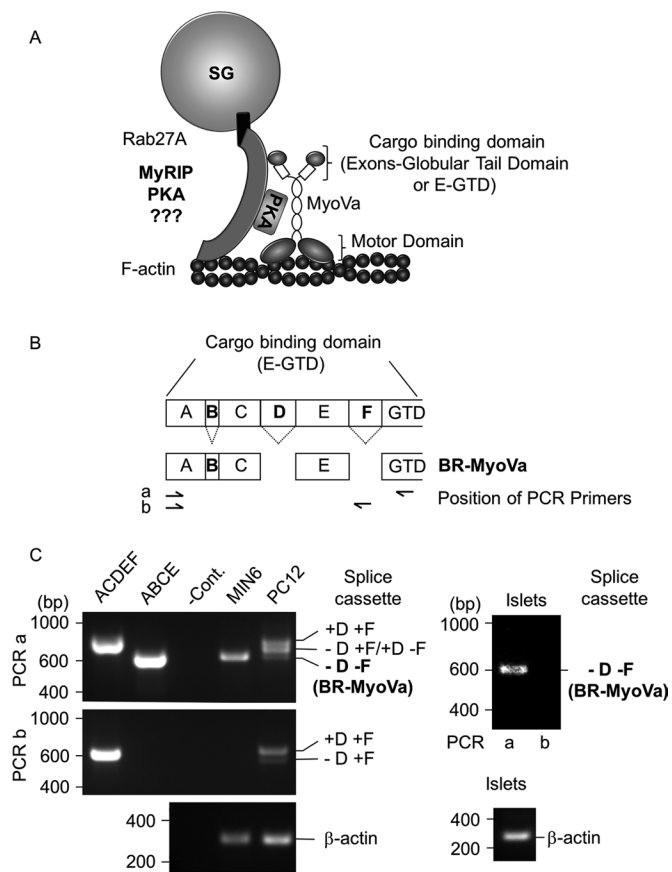 A
SG
Rab27A
MyRIP
PKA
???
PKA
Cargo binding domain
(Exons-Globular Tail Domain
or E-GTD)
MyoVa
Motor Domain
F-actin
B
Cargo binding domain
(E-GTD)
A B C D E F GTD
A B C E GTD BR-MyoVa
a
b
Position of PCR Primers
C
ACDEF ABCE -Cont. MIN6 PC12
(bp)
Splice
cassette
PCR a
1000
600
400
+D +F
- D +F/+D -F
- D -F
(BR-MyoVa)
PCR b
1000
600
400
+D +F
- D +F
400
200
β-actin
(bp)
Islets
Splice
cassette
1000
600
400
- D -F
(BR-MyoVa)
PCR a b
Islets
400
200
β-actin